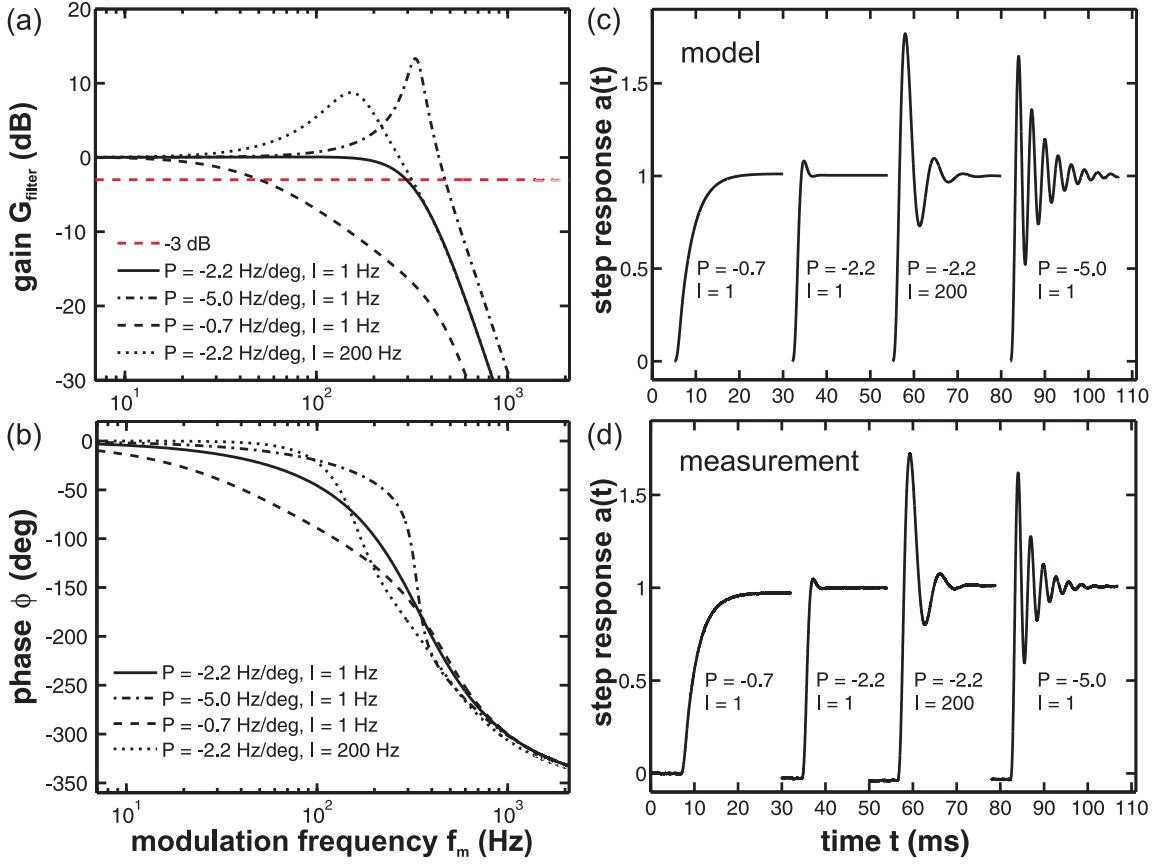 (a)
gain G_filter (dB)
20
10
0
-10
-20
-30
-3 dB
P = -2.2 Hz/deg, I = 1 Hz
P = -5.0 Hz/deg, I = 1 Hz
P = -0.7 Hz/deg, I = 1 Hz
P = -2.2 Hz/deg, I = 200 Hz
10^1
10^2
10^3
(b)
phase ϕ (deg)
0
-50
-100
-150
-200
-250
-300
-350
P = -2.2 Hz/deg, I = 1 Hz
P = -5.0 Hz/deg, I = 1 Hz
P = -0.7 Hz/deg, I = 1 Hz
P = -2.2 Hz/deg, I = 200 Hz
10^1
10^2
10^3
modulation frequency f_m (Hz)
(c)
step response a(t)
model
1.5
1
0.5
0
P = -0.7
I = 1
P = -2.2
I = 1
P = -2.2
I = 200
P = -5.0
I = 1
0 10 20 30 40 50 60 70 80 90 100 110
(d)
step response a(t)
measurement
1.5
1
0.5
0
P = -0.7
I = 1
P = -2.2
I = 1
P = -2.2
I = 200
P = -5.0
I = 1
0 10 20 30 40 50 60 70 80 90 100 110
time t (ms)